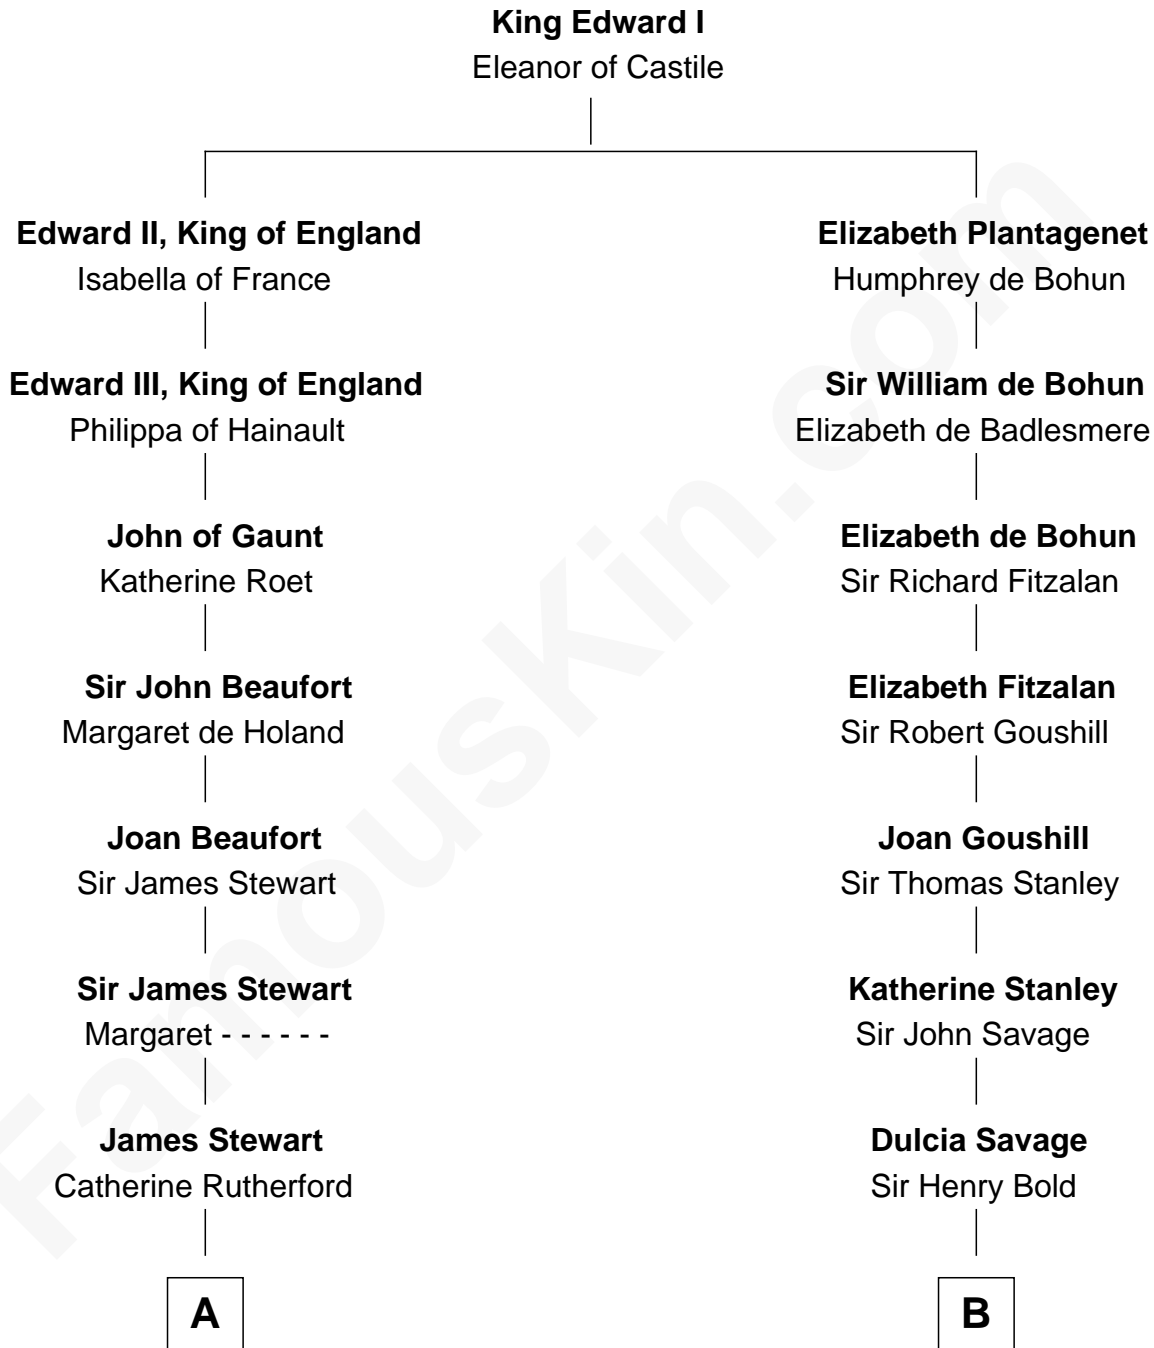 King Edward I
Eleanor of Castile
Edward II, King of England
Isabella of France
Edward III, King of England
Philippa of Hainault
John of Gaunt
Katherine Roet
Sir John Beaufort
Margaret de Holand
Joan Beaufort
Sir James Stewart
Sir James Stewart
Margaret - - - - - -
James Stewart
Catherine Rutherford
A
Elizabeth Plantagenet
Humphrey de Bohun
Sir William de Bohun
Elizabeth de Badlesmere
Elizabeth de Bohun
Sir Richard Fitzalan
Elizabeth Fitzalan
Sir Robert Goushill
Joan Goushill
Sir Thomas Stanley
Katherine Stanley
Sir John Savage
Dulcia Savage
Sir Henry Bold
B
FamousKin.com